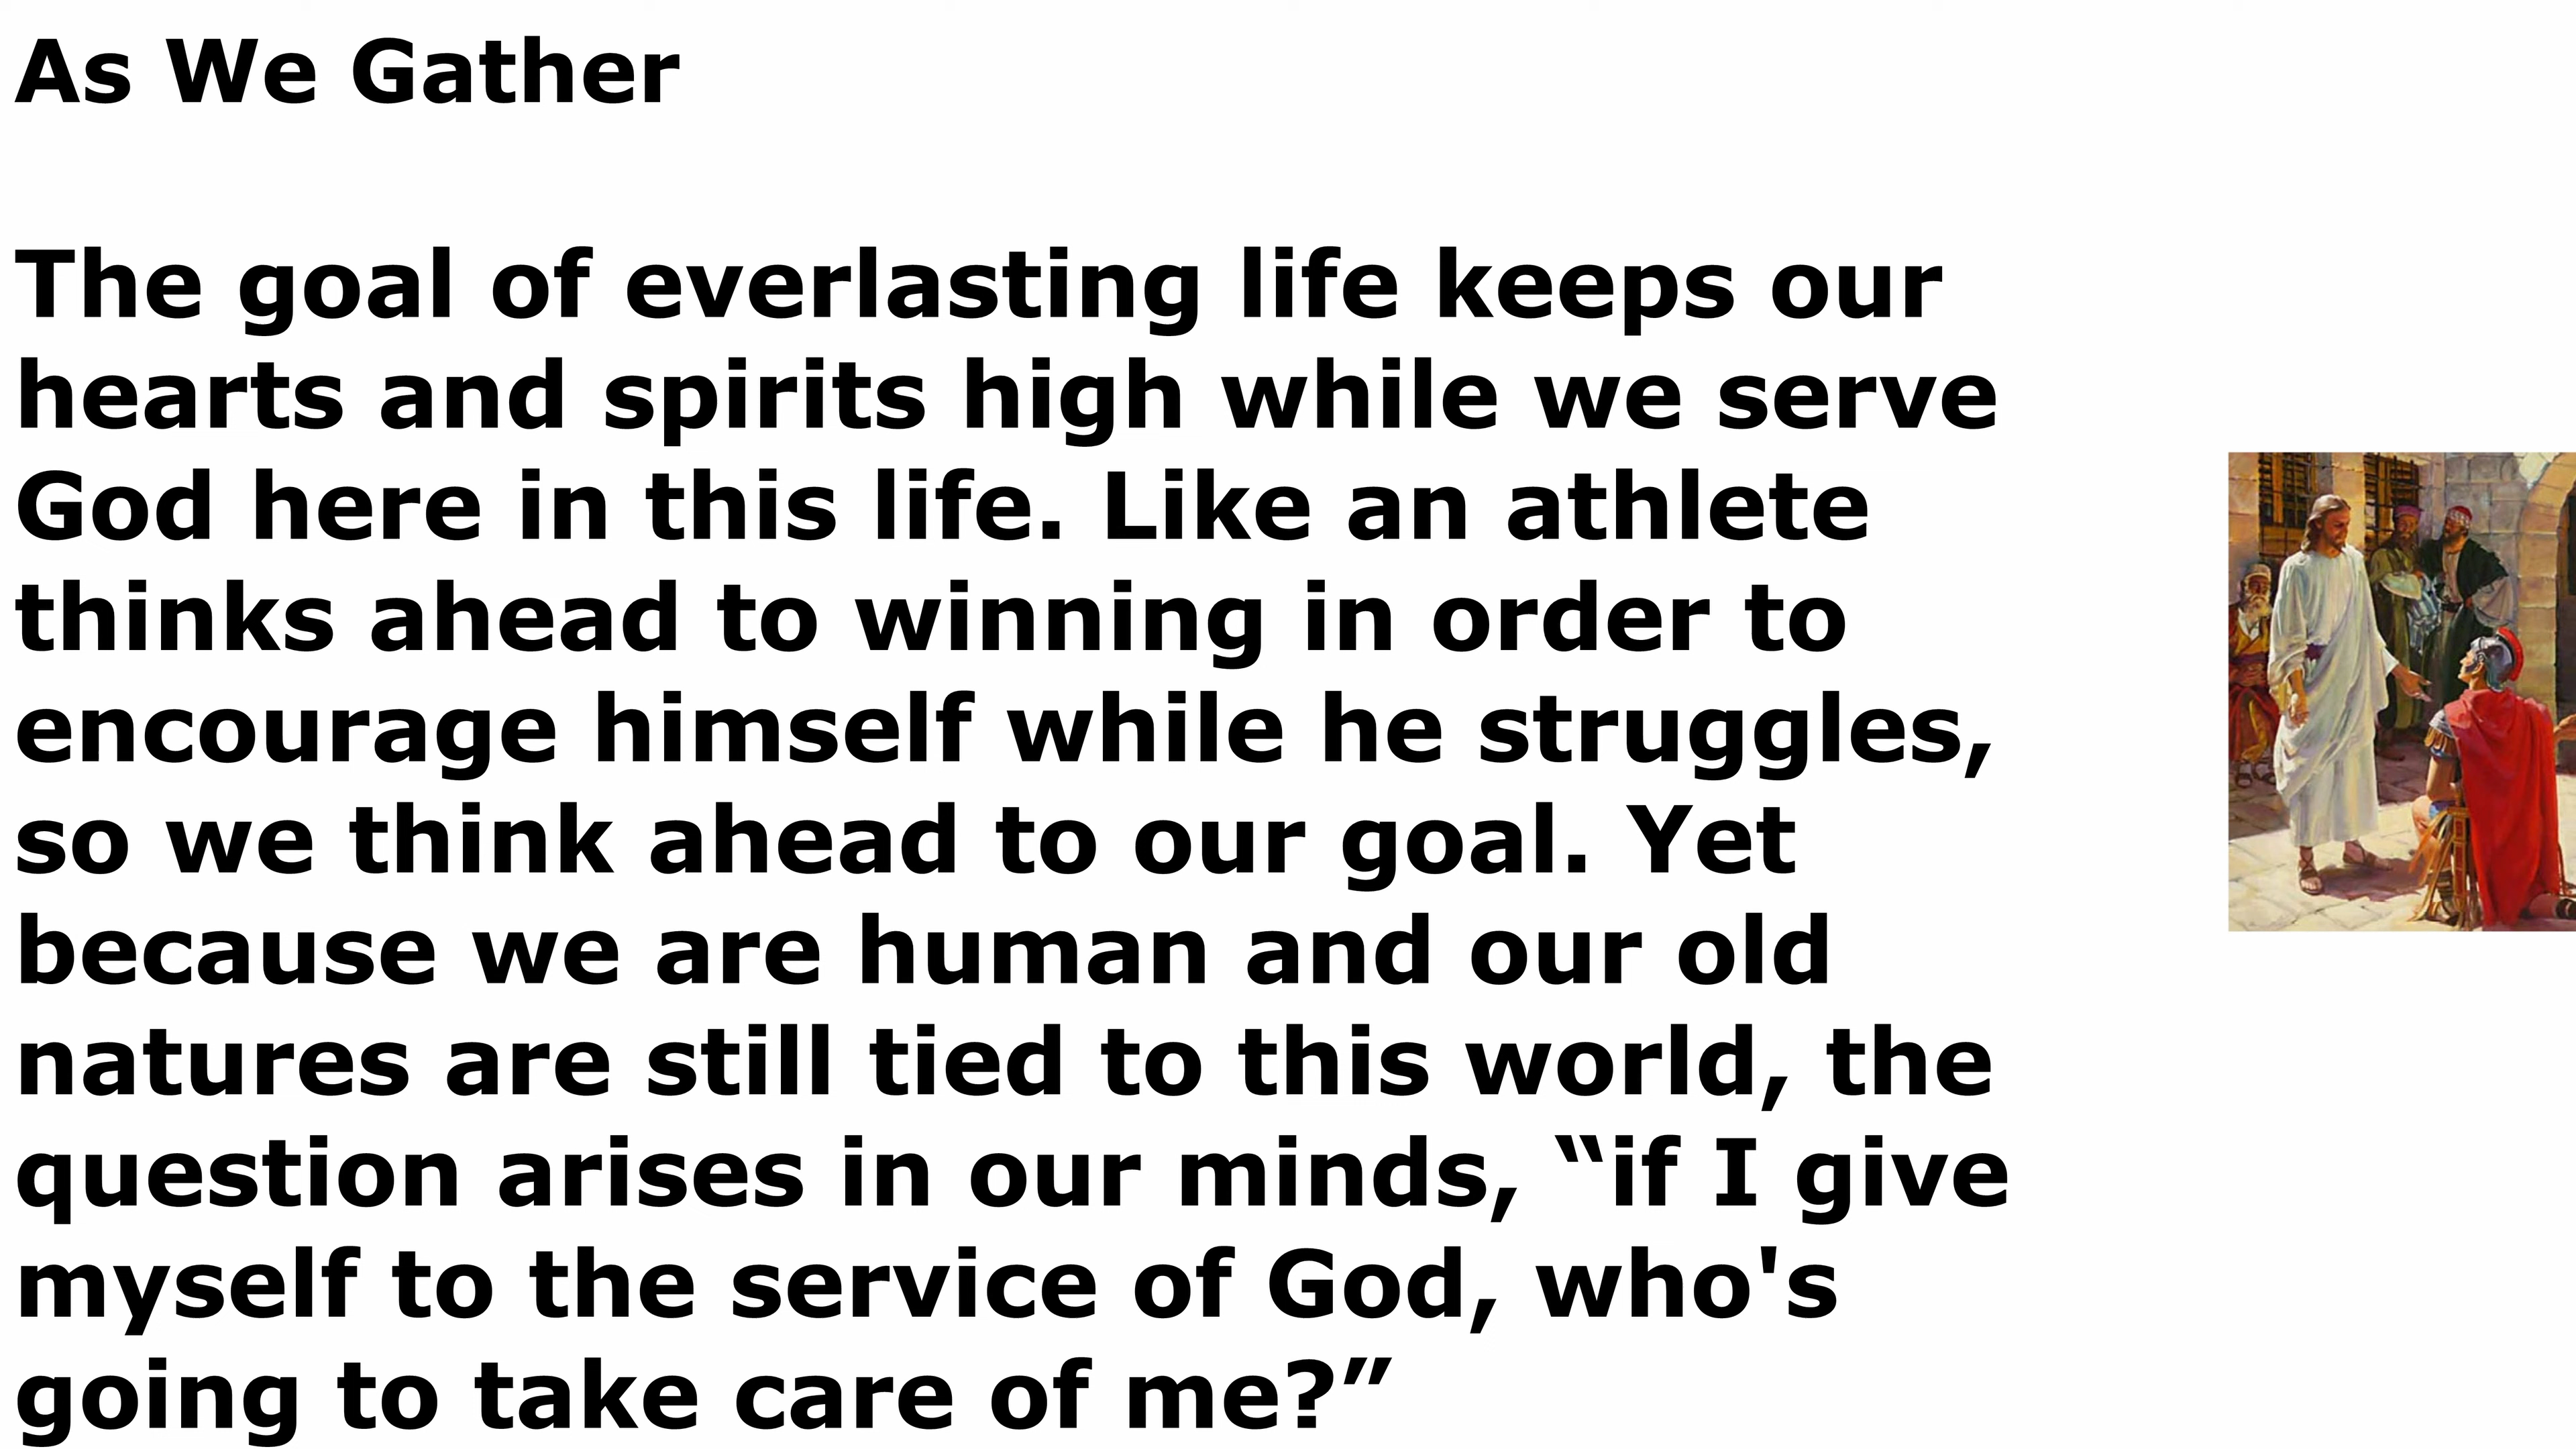 As We Gather
The goal of everlasting life keeps our
hearts and spirits high while we serve
God here in this life. Like an athlete
thinks ahead to winning in order to
encourage himself while he struggles,
so we think ahead to our goal. Yet
because we are human and our old
natures are still tied to this world, the
question arises in our minds, “if I give
myself to the service of God, who's
going to take care of me?”